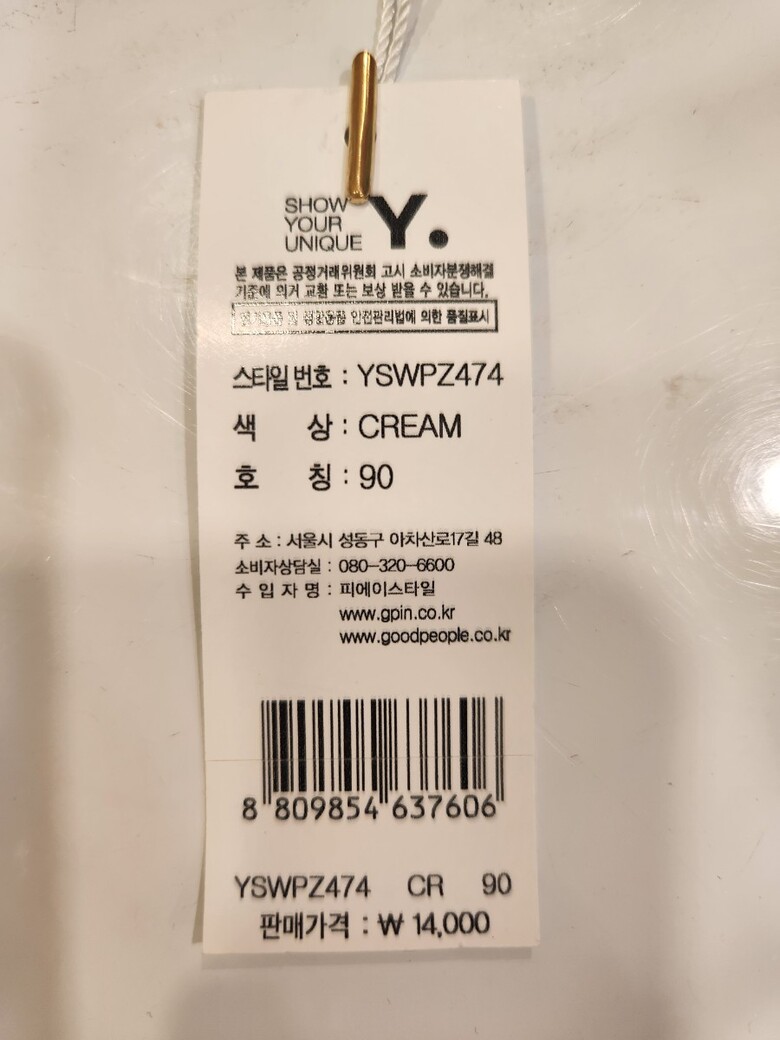 SHOW
YOUR
UNIQUE
Y.
본 제품은 공정거래위원회 고시 소비자분쟁해결
기준에 의거 교환 또는 보상 받을 수 있습니다.
및 생활용품 안전관리법에 의한 품질표시
스타일번호 : YSWPZ474
색 상 : CREAM
호 칭 : 90
주 소 : 서울시 성동구 아차산로17길 48
소비자상담실 : 080-320-6600
수 입 자 명 : 피에이스타일
www.gpin.co.kr
www.goodpeople.co.kr
8 809854 637606
YSWPZ474 CR 90
판매가격 : ₩ 14,000